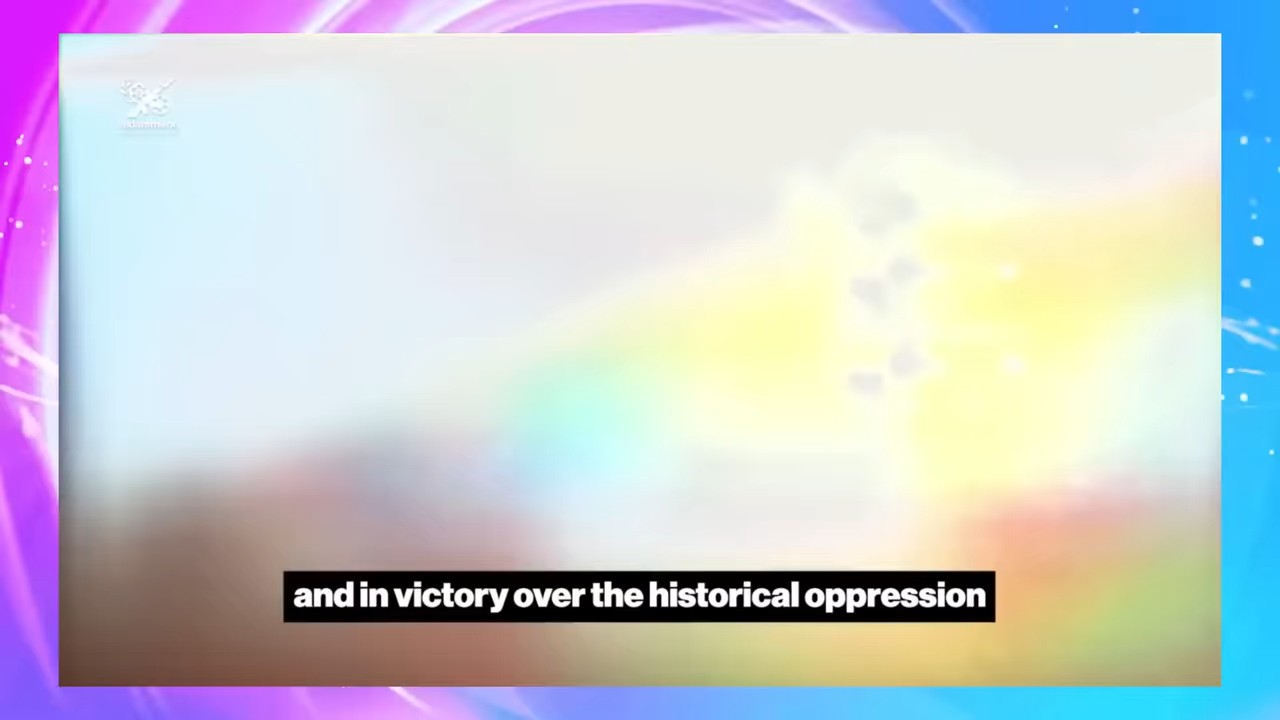 and in victory over the historical oppression